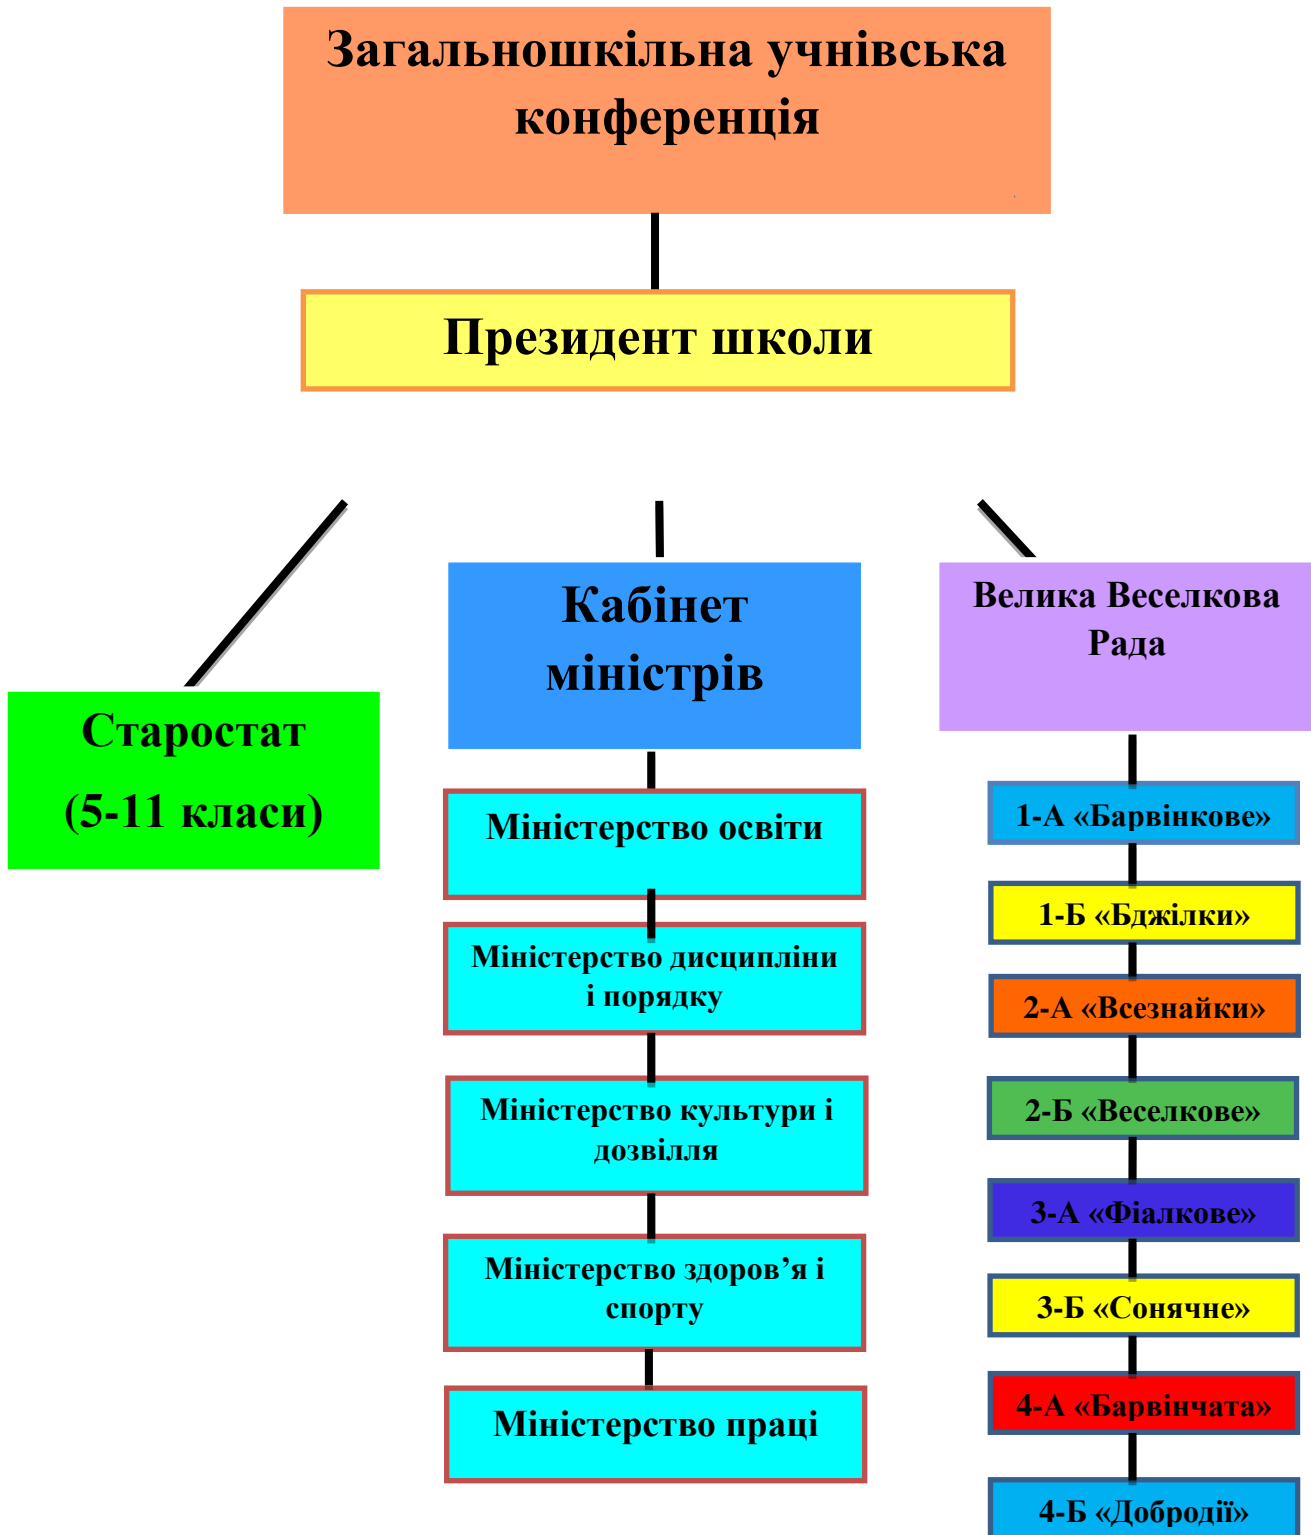 Загальношкільна учнівська
конференція
Президент школи
Старостат
(5-11 класи)
Кабінет
міністрів
Міністерство освіти
Міністерство дисципліни
і порядку
Міністерство культури і
дозвілля
Міністерство здоров’я і
спорту
Міністерство праці
Велика Веселкова
Рада
1-А «Барвінкове»
1-Б «Бджілки»
2-А «Всезнайки»
2-Б «Веселкове»
3-А «Фіалкове»
3-Б «Сонячне»
4-А «Барвінчата»
4-Б «Добродії»